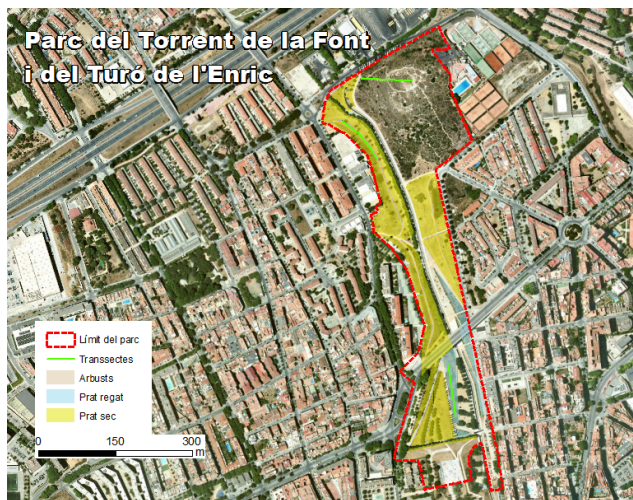 Parc del Torrent de la Font
i del Turó de l'Enric
Límit del parc
Transsectes
Arbusts
Prat regat
Prat sec
0 150 300
m